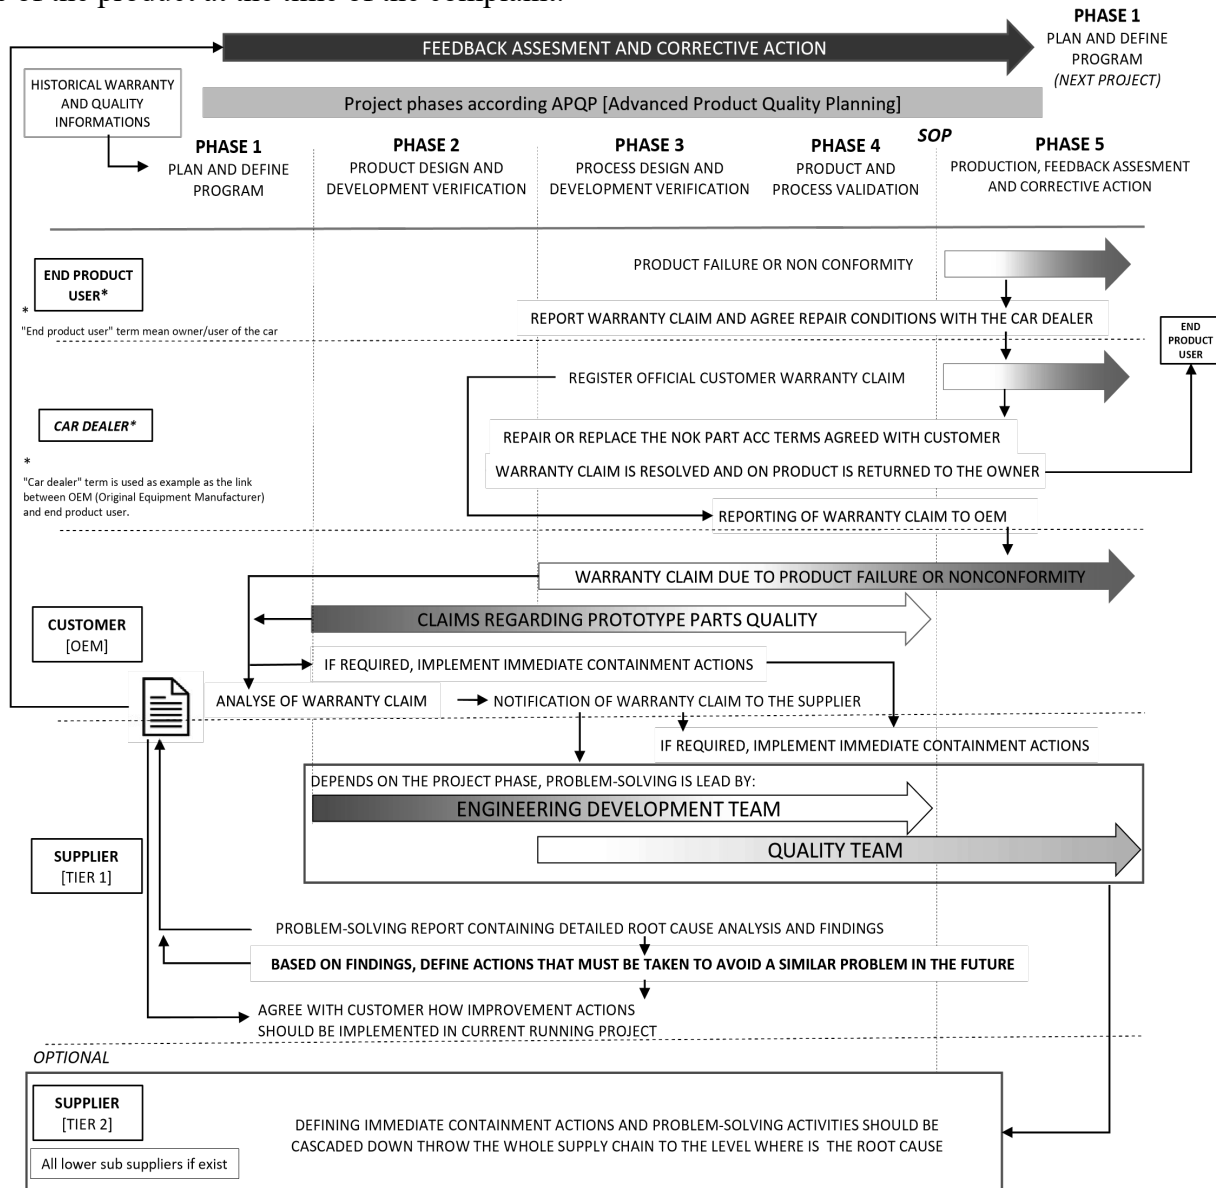 of the product at the time of the complaint.
PHASE 1
PLAN AND DEFINE
PROGRAM
(NEXT PROJECT)
FEEDBACK ASSESMENT AND CORRECTIVE ACTION
HISTORICAL WARRANTY
AND QUALITY
INFORMATIONS
Project phases according APQP [Advanced Product Quality Planning]
SOP
PHASE 1
PLAN AND DEFINE
PROGRAM
PHASE 2
PRODUCT DESIGN AND
DEVELOPMENT VERIFICATION
PHASE 3
PROCESS DESIGN AND
DEVELOPMENT VERIFICATION
PHASE 4
PRODUCT AND
PROCESS VALIDATION
PHASE 5
PRODUCTION, FEEDBACK ASSESMENT
AND CORRECTIVE ACTION
END PRODUCT
USER*
*
"End product user" term mean owner/user of the car
PRODUCT FAILURE OR NON CONFORMITY
REPORT WARRANTY CLAIM AND AGREE REPAIR CONDITIONS WITH THE CAR DEALER
END
PRODUCT
USER
REGISTER OFFICIAL CUSTOMER WARRANTY CLAIM
CAR DEALER*
*
"Car dealer" term is used as example as the link
between OEM (Original Equipment Manufacturer)
and end product user.
REPAIR OR REPLACE THE NOK PART ACC TERMS AGREED WITH CUSTOMER
WARRANTY CLAIM IS RESOLVED AND ON PRODUCT IS RETURNED TO THE OWNER
REPORTING OF WARRANTY CLAIM TO OEM
WARRANTY CLAIM DUE TO PRODUCT FAILURE OR NONCONFORMITY
CUSTOMER
[OEM]
CLAIMS REGARDING PROTOTYPE PARTS QUALITY
IF REQUIRED, IMPLEMENT IMMEDIATE CONTAINMENT ACTIONS
ANALYSE OF WARRANTY CLAIM
NOTIFICATION OF WARRANTY CLAIM TO THE SUPPLIER
IF REQUIRED, IMPLEMENT IMMEDIATE CONTAINMENT ACTIONS
DEPENDS ON THE PROJECT PHASE, PROBLEM-SOLVING IS LEAD BY:
ENGINEERING DEVELOPMENT TEAM
QUALITY TEAM
SUPPLIER
[TIER 1]
PROBLEM-SOLVING REPORT CONTAINING DETAILED ROOT CAUSE ANALYSIS AND FINDINGS
BASED ON FINDINGS, DEFINE ACTIONS THAT MUST BE TAKEN TO AVOID A SIMILAR PROBLEM IN THE FUTURE
AGREE WITH CUSTOMER HOW IMPROVEMENT ACTIONS
SHOULD BE IMPLEMENTED IN CURRENT RUNNING PROJECT
OPTIONAL
SUPPLIER
[TIER 2]
All lower sub suppliers if exist
DEFINING IMMEDIATE CONTAINMENT ACTIONS AND PROBLEM-SOLVING ACTIVITIES SHOULD BE
CASCADED DOWN THROW THE WHOLE SUPPLY CHAIN TO THE LEVEL WHERE IS THE ROOT CAUSE